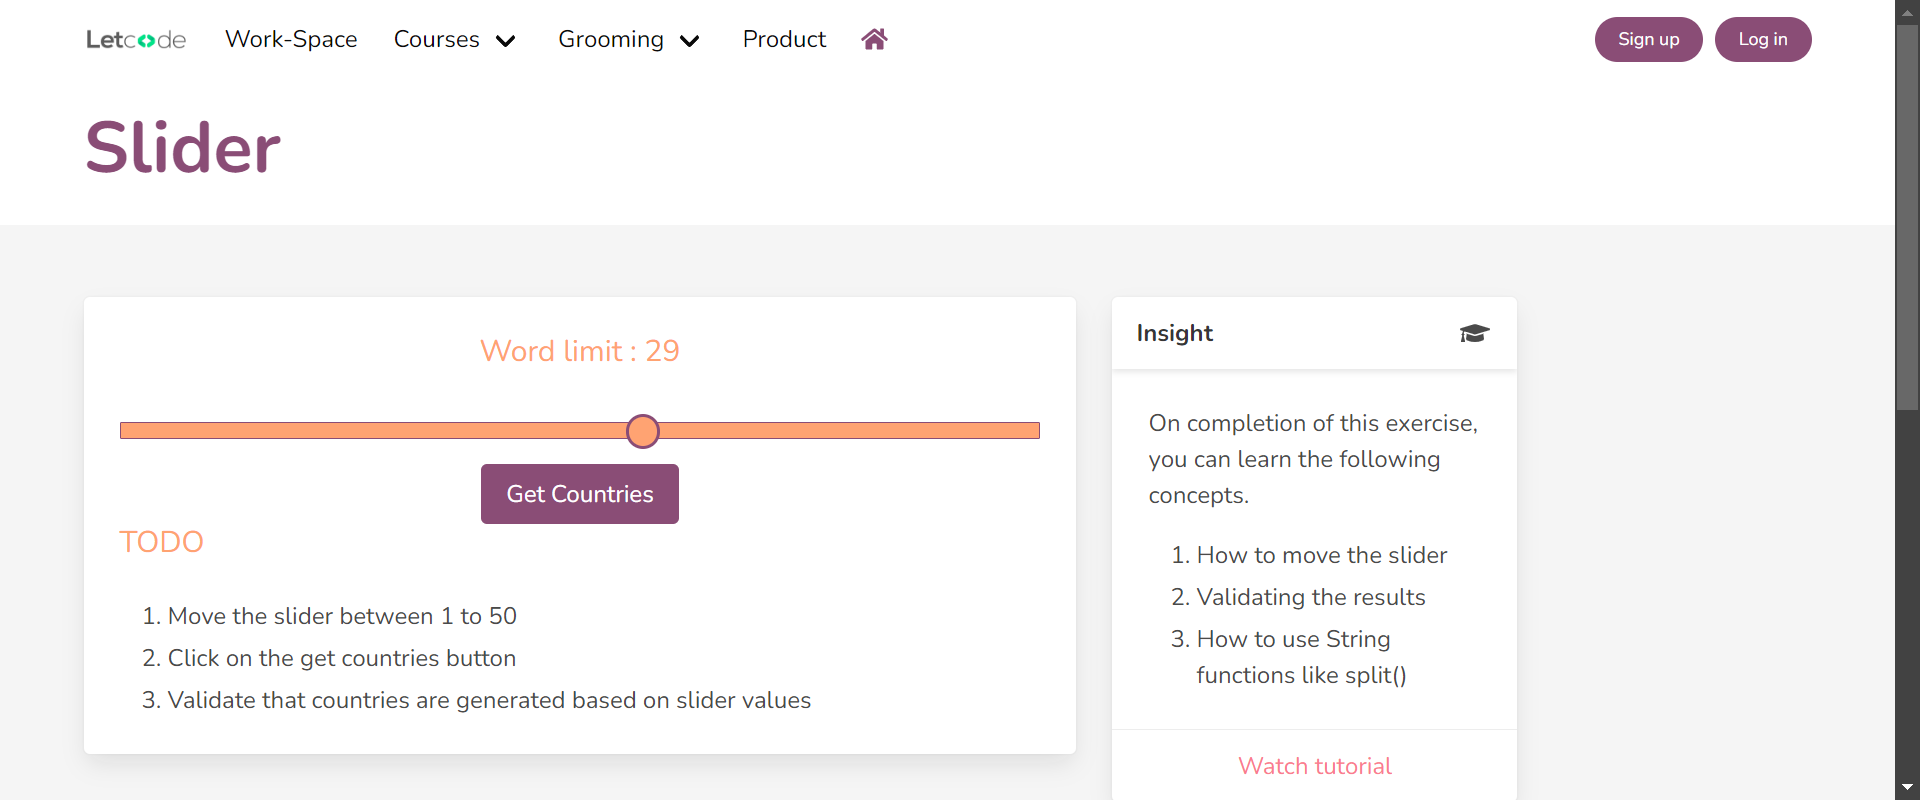 Letcode Work-Space Courses Grooming Product Sign up Log in
Slider
Word limit : 29
Get Countries
TODO
1. Move the slider between 1 to 50
2. Click on the get countries button
3. Validate that countries are generated based on slider values
Insight
On completion of this exercise,
you can learn the following
concepts.
1. How to move the slider
2. Validating the results
3. How to use String
functions like split()
Watch tutorial